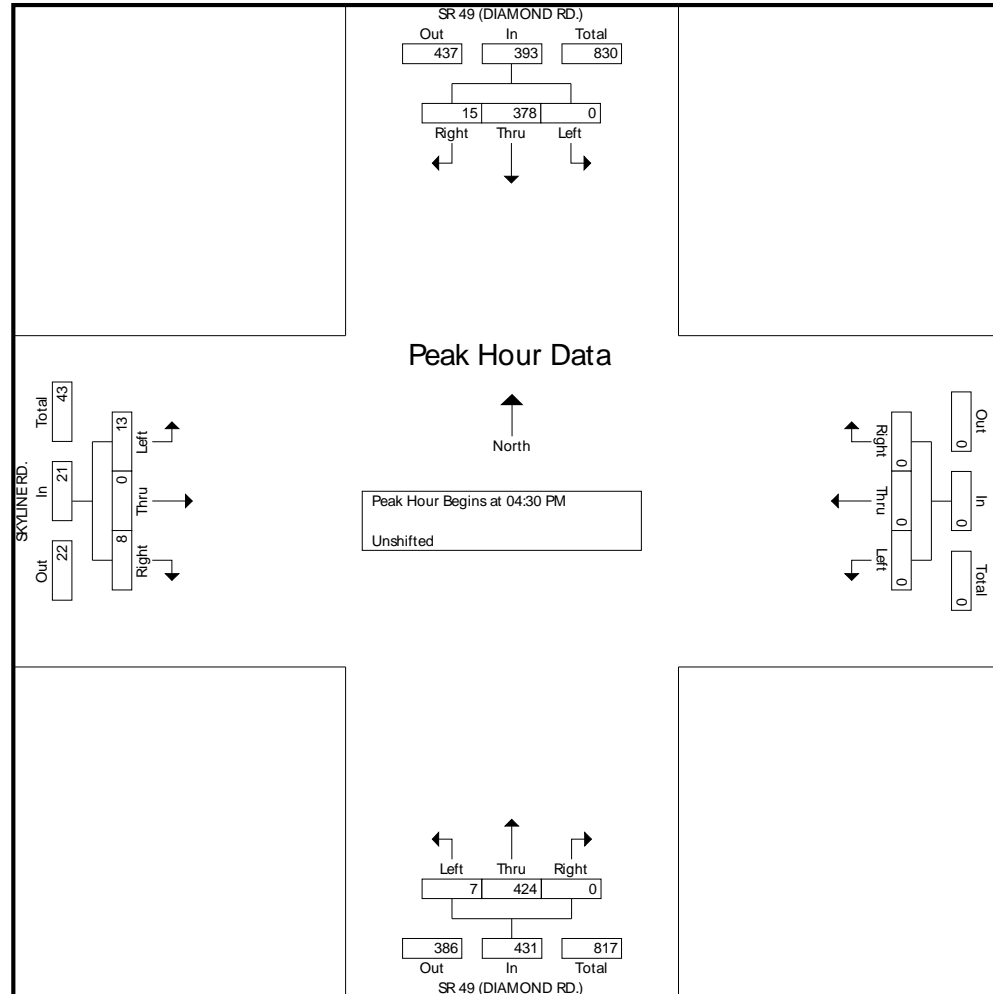 SR 49 (DIAMOND RD.)
Out In Total
437 393 830
15 378 0
Right Thru Left
Peak Hour Data
North
Peak Hour Begins at 04:30 PM
Unshifted
SKYLINE RD.
Out In Total
22 21 43
8 0 13
Right Thru Left
Out In Total
0 0 0
0 0 0
Right Thru Left
Left Thru Right
7 424 0
386 431 817
Out In Total
SR 49 (DIAMOND RD.)